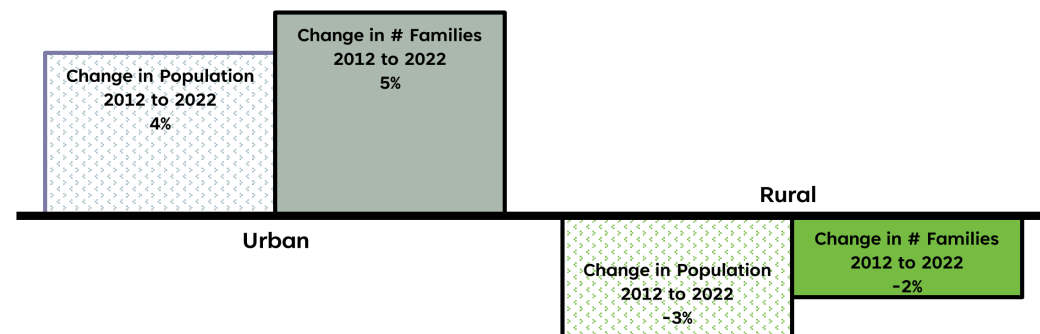 Change in Population
2012 to 2022
4%
Change in # Families
2012 to 2022
5%
Urban
Rural
Change in Population
2012 to 2022
-3%
Change in # Families
2012 to 2022
-2%